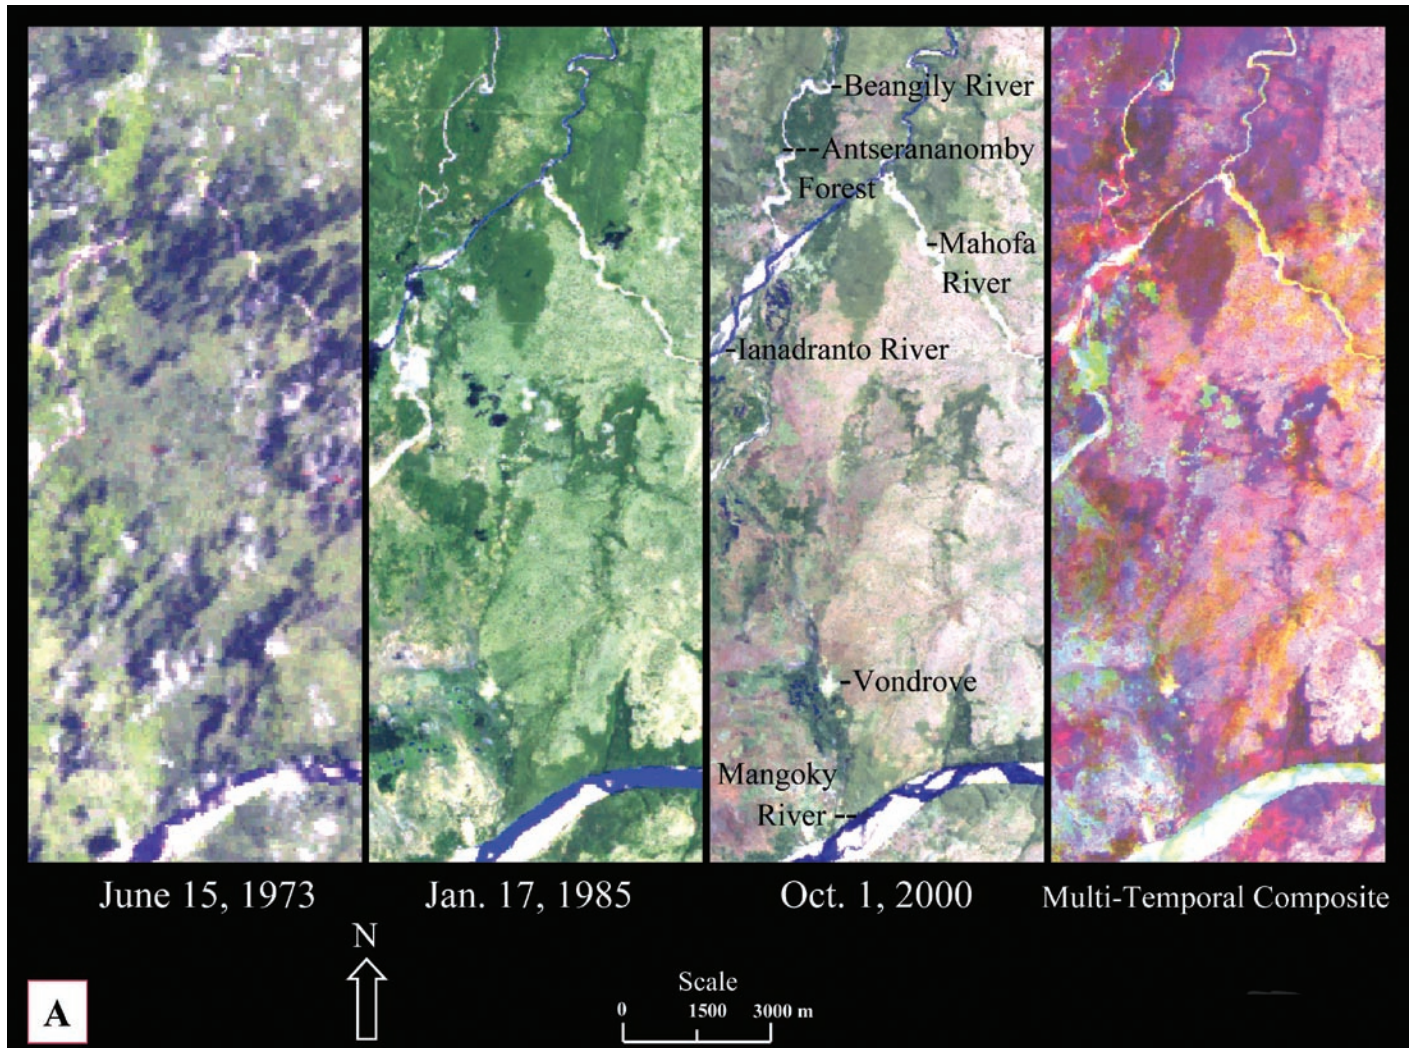 -Beangily River
---Antserananomby
Forest
-Mahofa
River
-Ianadranto River
-Vondrove
Mangoky
River --
June 15, 1973
Jan. 17, 1985
Oct. 1, 2000
Multi-Temporal Composite
N
Scale
0 1500 3000 m
A